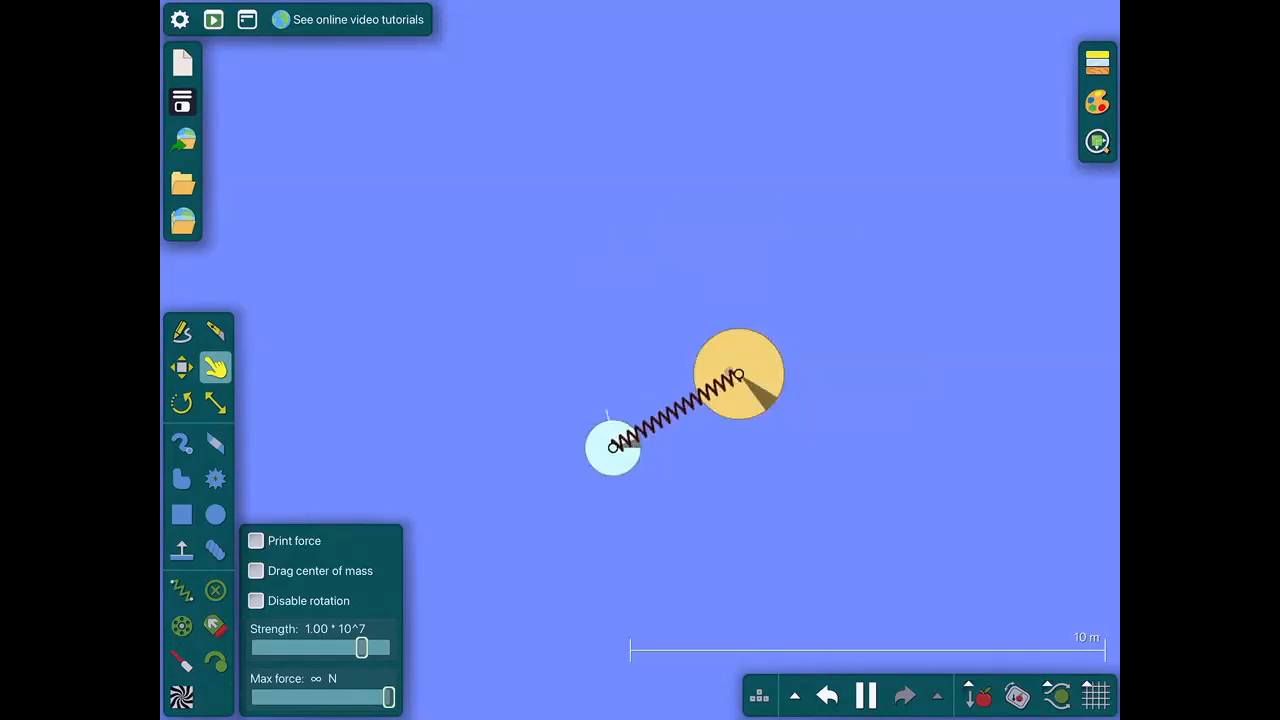 See online video tutorials
Print force
Drag center of mass
Disable rotation
Strength: 1.00 * 10^7
Max force: ∞ N
10 m